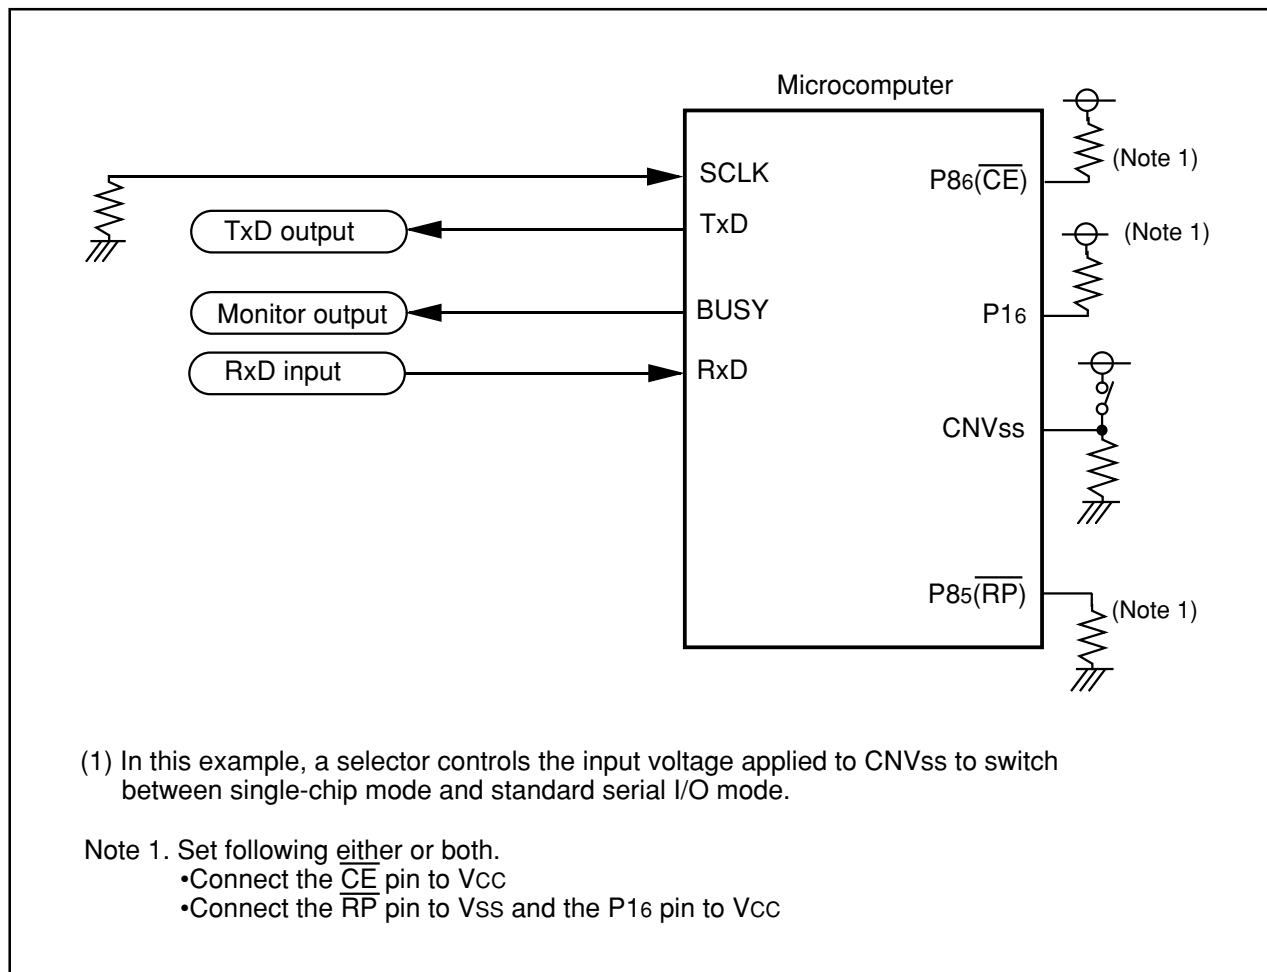 Microcomputer
SCLK
P86(CE)
(Note 1)
TxD output
TxD
(Note 1)
Monitor output
BUSY
P16
RxD input
RxD
CNVss
P85(RP)
(Note 1)
(1) In this example, a selector controls the input voltage applied to CNVss to switch
between single-chip mode and standard serial I/O mode.
Note 1. Set following either or both.
•Connect the CE pin to VCC
•Connect the RP pin to VSS and the P16 pin to VCC